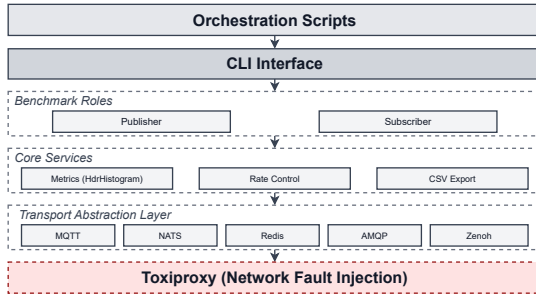 Orchestration Scripts
CLI Interface
Benchmark Roles
Publisher
Subscriber
Core Services
Metrics (HdrHistogram)
Rate Control
CSV Export
Transport Abstraction Layer
MQTT
NATS
Redis
AMQP
Zenoh
Toxiproxy (Network Fault Injection)